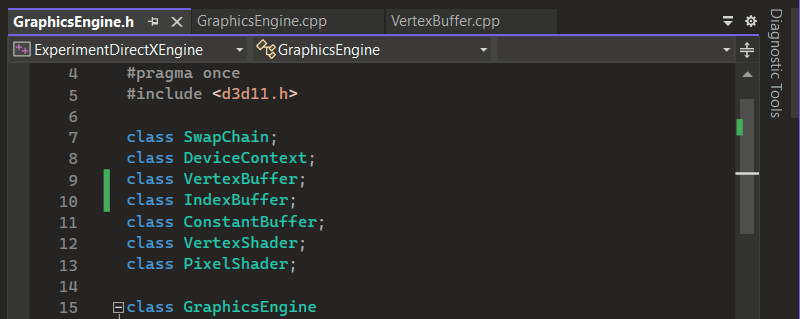 GraphicsEngine.h GraphicsEngine.cpp VertexBuffer.cpp
ExperimentDirectXEngine GraphicsEngine
4 #pragma once
5 #include <d3d11.h>
6
7 class SwapChain;
8 class DeviceContext;
9 class VertexBuffer;
10 class IndexBuffer;
11 class ConstantBuffer;
12 class VertexShader;
13 class PixelShader;
14
15 class GraphicsEngine
Diagnostic Tools